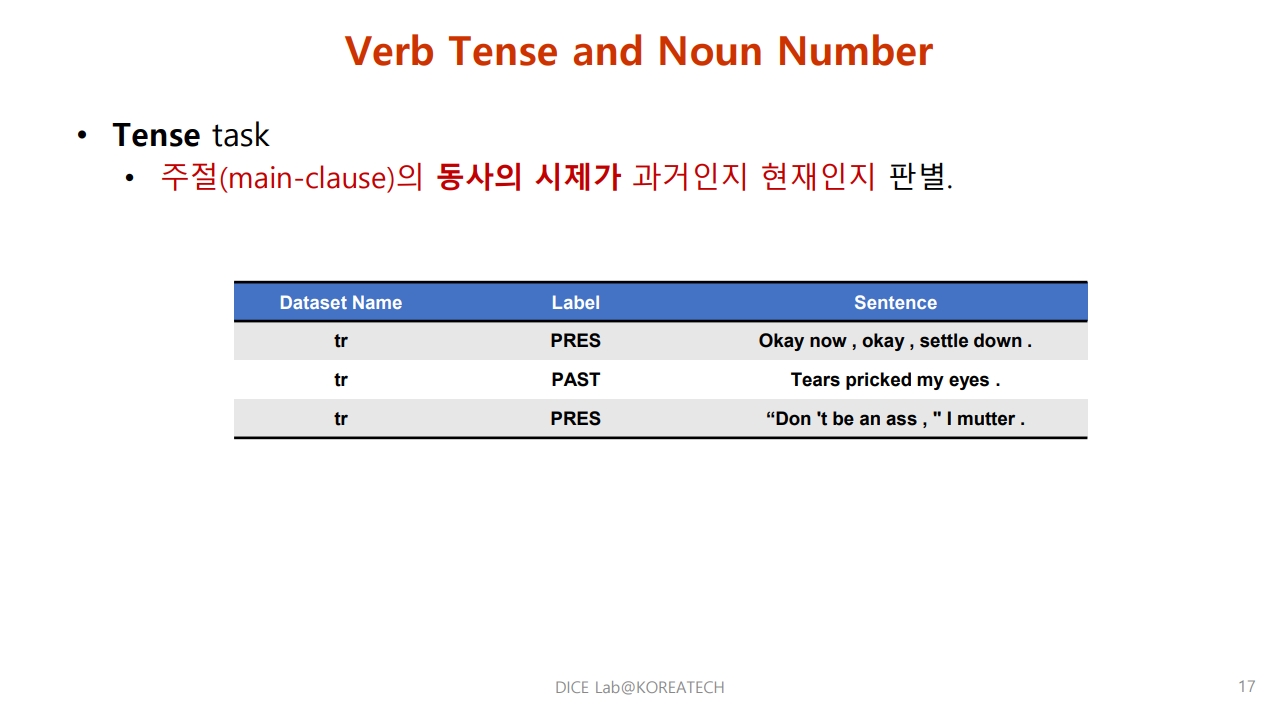 Verb Tense and Noun Number
• Tense task
• 주절(main-clause)의 동사의 시제가 과거인지 현재인지 판별.
Dataset Name Label Sentence
tr PRES Okay now , okay , settle down .
tr PAST Tears pricked my eyes .
tr PRES “Don 't be an ass , " I mutter .
DICE Lab@KOREATECH
17